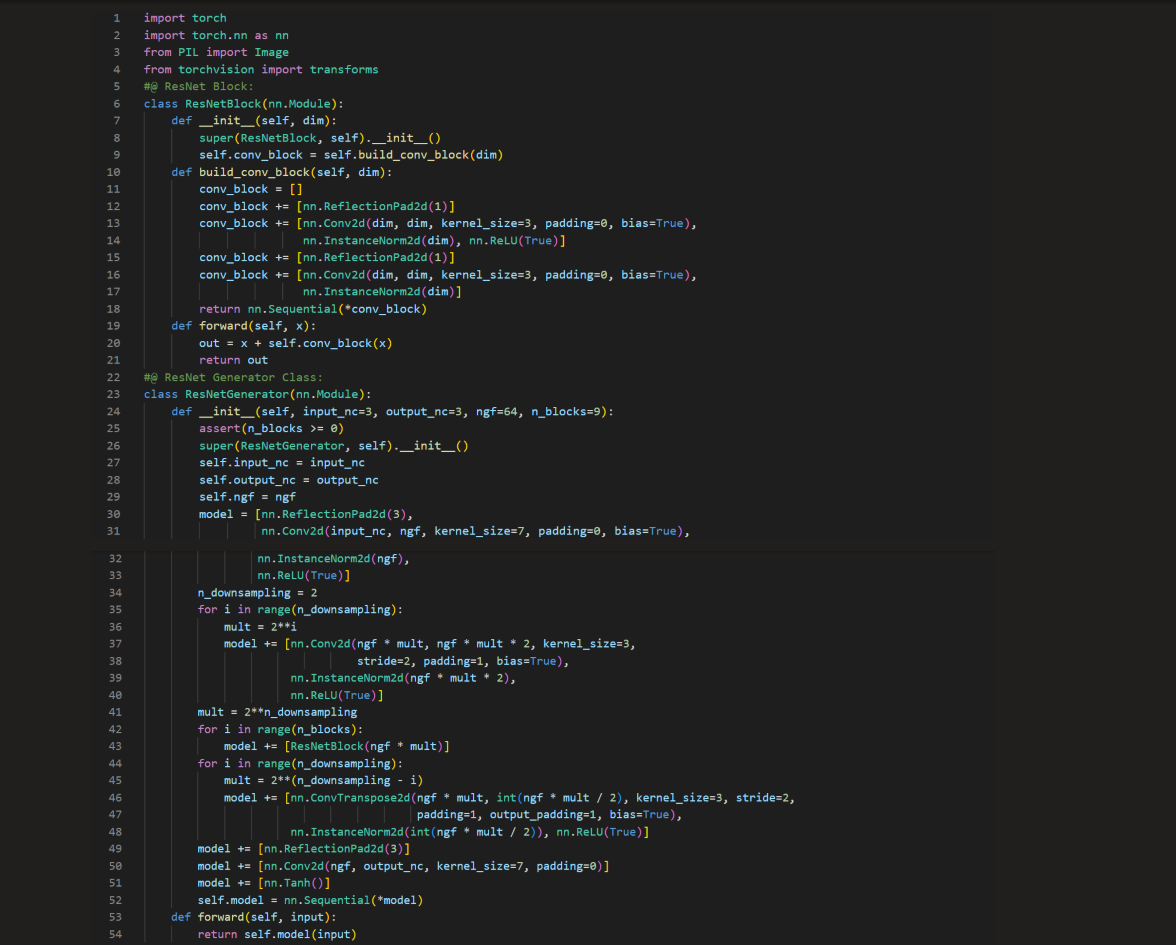 1 import torch
2 import torch.nn as nn
3 from PIL import Image
4 from torchvision import transforms
5 #@ ResNet Block:
6 class ResNetBlock(nn.Module):
7     def __init__(self, dim):
8         super(ResNetBlock, self).__init__()
9         self.conv_block = self.build_conv_block(dim)
10     def build_conv_block(self, dim):
11         conv_block = []
12         conv_block += [nn.ReflectionPad2d(1)]
13         conv_block += [nn.Conv2d(dim, dim, kernel_size=3, padding=0, bias=True),
14                        nn.InstanceNorm2d(dim), nn.ReLU(True)]
15         conv_block += [nn.ReflectionPad2d(1)]
16         conv_block += [nn.Conv2d(dim, dim, kernel_size=3, padding=0, bias=True),
17                        nn.InstanceNorm2d(dim)]
18         return nn.Sequential(*conv_block)
19     def forward(self, x):
20         out = x + self.conv_block(x)
21         return out
22 #@ ResNet Generator Class:
23 class ResNetGenerator(nn.Module):
24     def __init__(self, input_nc=3, output_nc=3, ngf=64, n_blocks=9):
25         assert(n_blocks >= 0)
26         super(ResNetGenerator, self).__init__()
27         self.input_nc = input_nc
28         self.output_nc = output_nc
29         self.ngf = ngf
30         model = [nn.ReflectionPad2d(3),
31                  nn.Conv2d(input_nc, ngf, kernel_size=7, padding=0, bias=True),
32                  nn.InstanceNorm2d(ngf),
33                  nn.ReLU(True)]
34         n_downsampling = 2
35         for i in range(n_downsampling):
36             mult = 2**i
37             model += [nn.Conv2d(ngf * mult, ngf * mult * 2, kernel_size=3,
38                                 stride=2, padding=1, bias=True),
39                       nn.InstanceNorm2d(ngf * mult * 2),
40                       nn.ReLU(True)]
41         mult = 2**n_downsampling
42         for i in range(n_blocks):
43             model += [ResNetBlock(ngf * mult)]
44         for i in range(n_downsampling):
45             mult = 2**(n_downsampling - i)
46             model += [nn.ConvTranspose2d(ngf * mult, int(ngf * mult / 2), kernel_size=3, stride=2,
47                                          padding=1, output_padding=1, bias=True),
48                       nn.InstanceNorm2d(int(ngf * mult / 2)), nn.ReLU(True)]
49         model += [nn.ReflectionPad2d(3)]
50         model += [nn.Conv2d(ngf, output_nc, kernel_size=7, padding=0)]
51         model += [nn.Tanh()]
52         self.model = nn.Sequential(*model)
53     def forward(self, input):
54         return self.model(input)